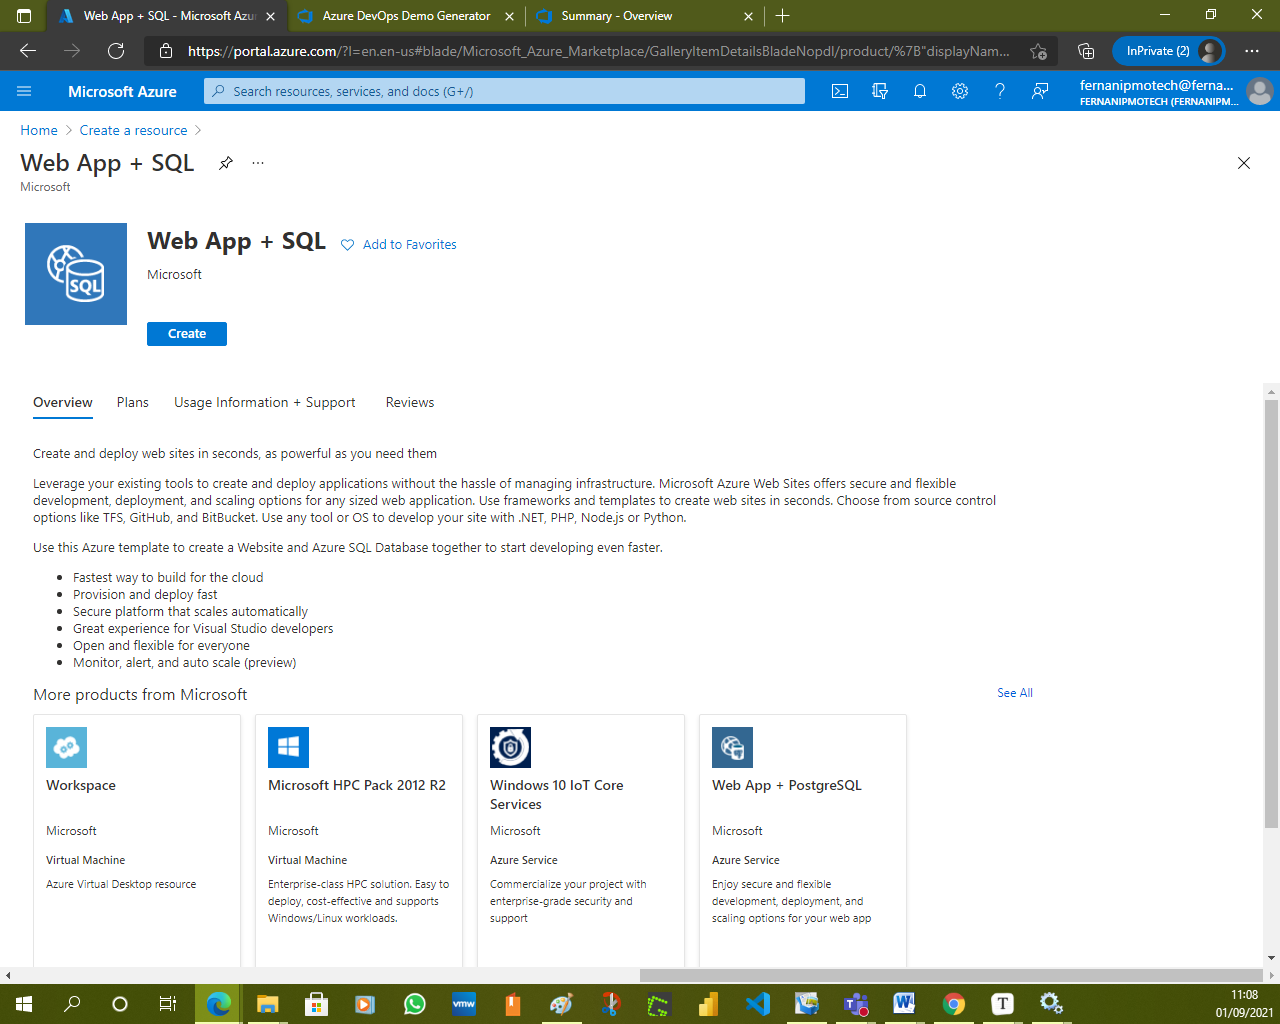 Web App + SQL - Microsoft Azur
Azure DevOps Demo Generator
Summary - Overview
https://portal.azure.com/?l=en.en-us#blade/Microsoft_Azure_Marketplace/GalleryItemDetailsBladeNopdl/product/%7B"displayNam...
InPrivate (2)
Microsoft Azure
Search resources, services, and docs (G+/)
fernanipmotech@ferna...
FERNANIPMOTECH (FERNANIPM...
Home
Create a resource
Web App + SQL
Microsoft
SQL
Web App + SQL
Add to Favorites
Microsoft
Create
Overview
Plans
Usage Information + Support
Reviews
Create and deploy web sites in seconds, as powerful as you need them
Leverage your existing tools to create and deploy applications without the hassle of managing infrastructure. Microsoft Azure Web Sites offers secure and flexible
development, deployment, and scaling options for any sized web application. Use frameworks and templates to create web sites in seconds. Choose from source control
options like TFS, GitHub, and BitBucket. Use any tool or OS to develop your site with .NET, PHP, Node.js or Python.
Use this Azure template to create a Website and Azure SQL Database together to start developing even faster.
Fastest way to build for the cloud
Provision and deploy fast
Secure platform that scales automatically
Great experience for Visual Studio developers
Open and flexible for everyone
Monitor, alert, and auto scale (preview)
More products from Microsoft
See All
Workspace
Microsoft
Virtual Machine
Azure Virtual Desktop resource
Microsoft HPC Pack 2012 R2
Microsoft
Virtual Machine
Enterprise-class HPC solution. Easy to
deploy, cost-effective and supports
Windows/Linux workloads.
Windows 10 IoT Core
Services
Microsoft
Azure Service
Commercialize your project with
enterprise-grade security and
support
Web App + PostgreSQL
Microsoft
Azure Service
Enjoy secure and flexible
development, deployment, and
scaling options for your web app
vmw
W
T
11:08
01/09/2021